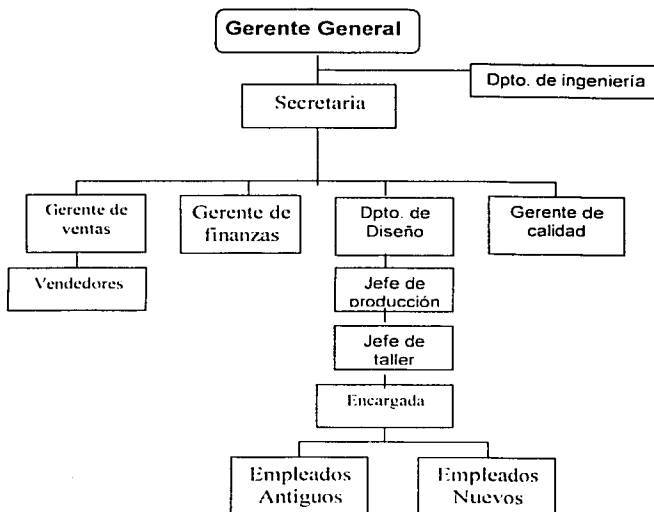 Gerente General
Dpto. de ingeniería
Secretaria
Gerente de
ventas
Gerente de
finanzas
Dpto. de
Diseño
Gerente de
calidad
Vendedores
Jefe de
producción
Jefe de
taller
Encargada
Empleados
Antiguos
Empleados
Nuevos